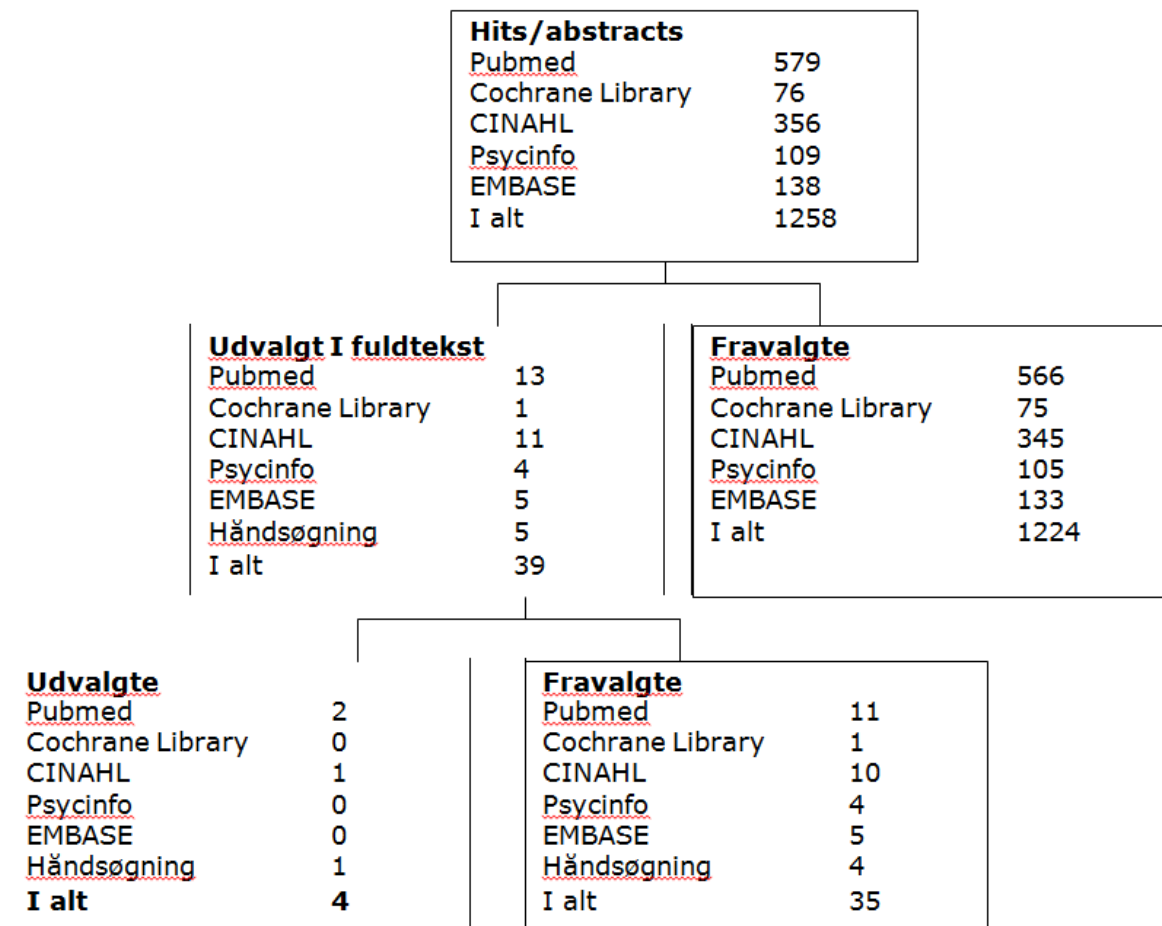 Hits/abstracts
Pubmed 579
Cochrane Library 76
CINAHL 356
Psycinfo 109
EMBASE 138
I alt 1258
Udvalgt I fuldtekst
Pubmed 13
Cochrane Library 1
CINAHL 11
Psycinfo 4
EMBASE 5
Håndsøgning 5
I alt 39
Fravalgte
Pubmed 566
Cochrane Library 75
CINAHL 345
Psycinfo 105
EMBASE 133
I alt 1224
Udvalgte
Pubmed 2
Cochrane Library 0
CINAHL 1
Psycinfo 0
EMBASE 0
Hăndsøgning 1
I alt 4
Fravalgte
Pubmed 11
Cochrane Library 1
CINAHL 10
Psycinfo 4
EMBASE 5
Hăndsøgning 4
I alt 35